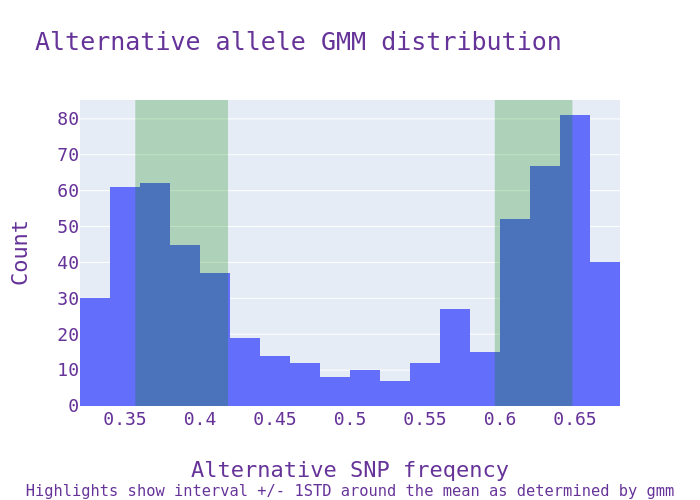 Alternative allele GMM distribution
Count
80
70
60
50
40
30
20
10
0
0.35 0.4 0.45 0.5 0.55 0.6 0.65
Alternative SNP freqency
Highlights show interval +/- 1STD around the mean as determined by gmm